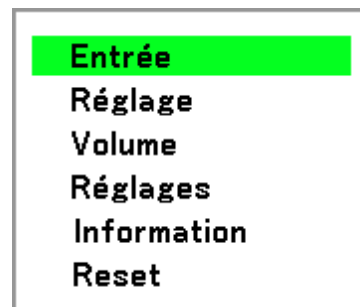 Entrée
Réglage
Volume
Réglages
Information
Reset